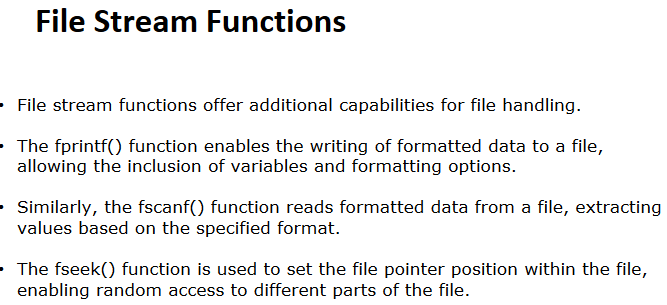 File Stream Functions
• File stream functions offer additional capabilities for file handling.
• The fprintf() function enables the writing of formatted data to a file,
allowing the inclusion of variables and formatting options.
• Similarly, the fscanf() function reads formatted data from a file, extracting
values based on the specified format.
• The fseek() function is used to set the file pointer position within the file,
enabling random access to different parts of the file.